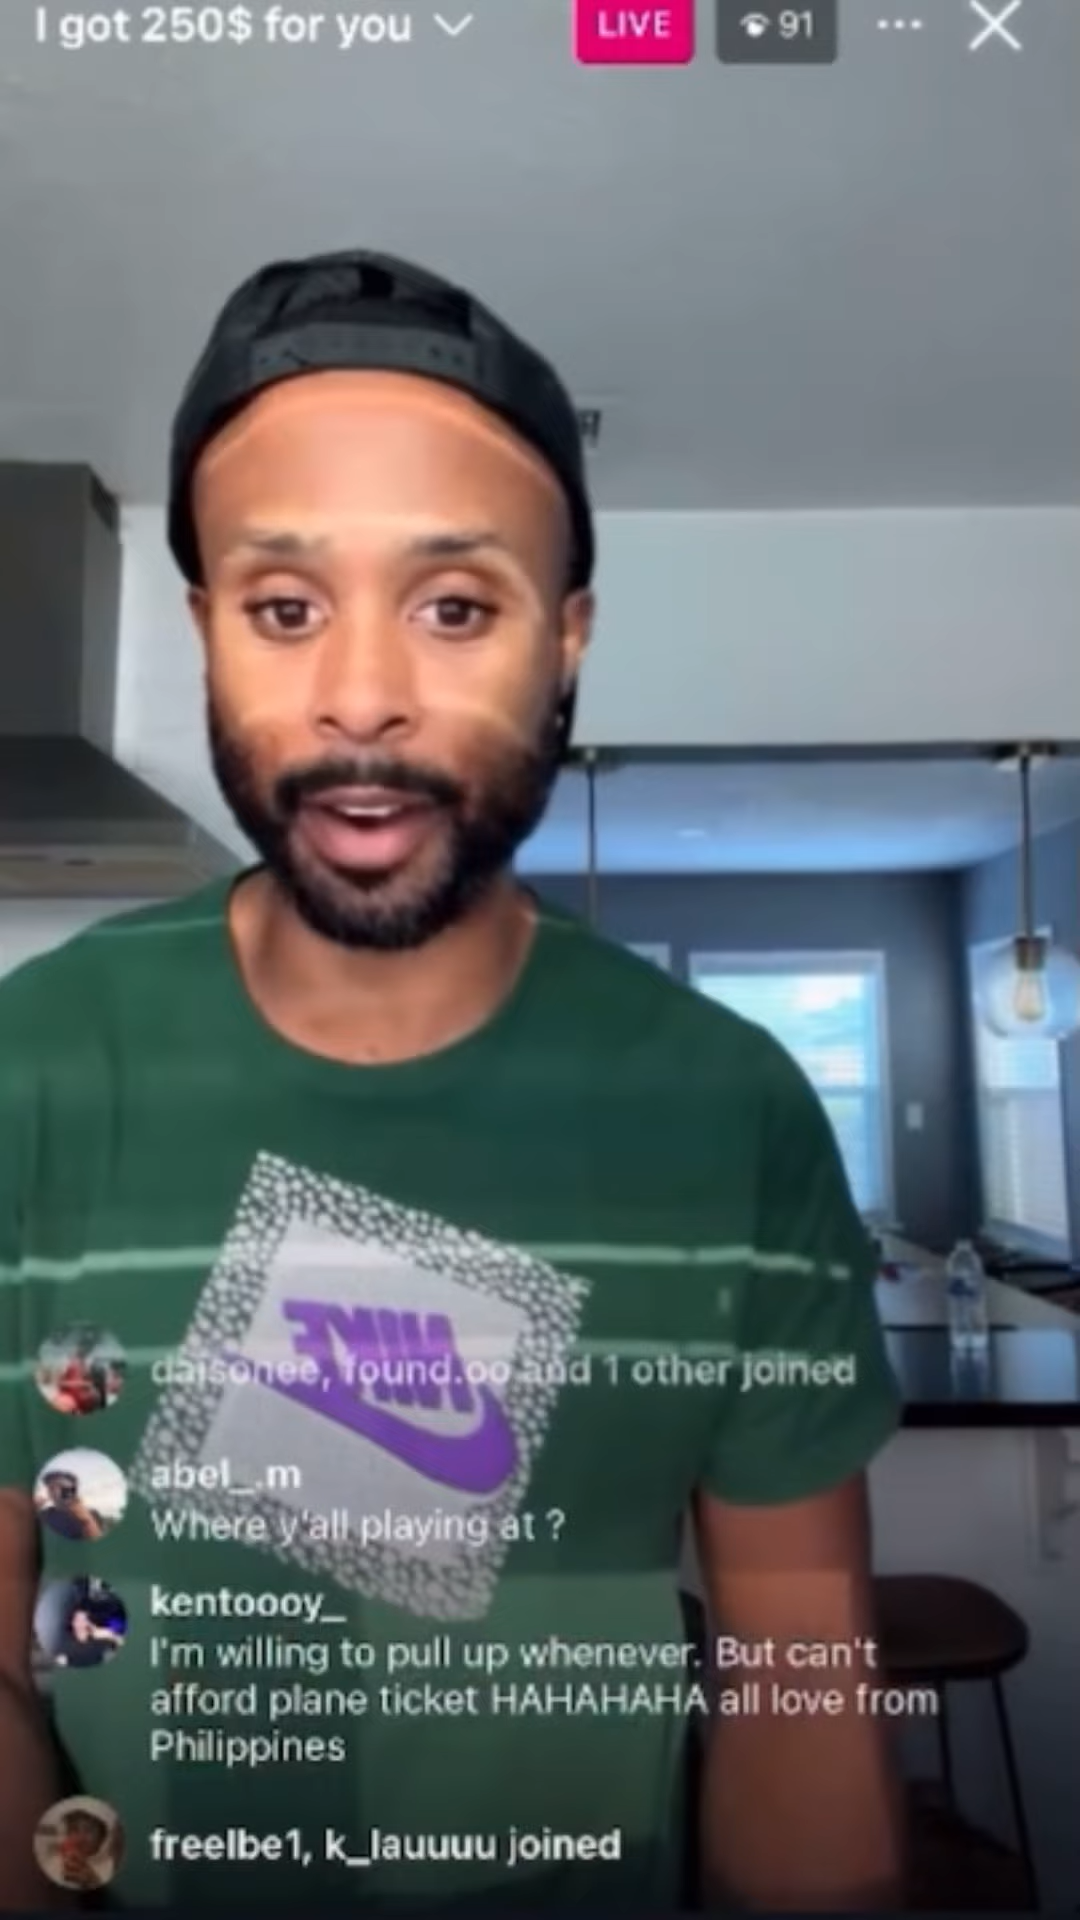 I got 250$ for you
LIVE
91
NIKE
daisonee, found.oo and 1 other joined
abel__.m
Where y'all playing at ?
kentoooy_
I'm willing to pull up whenever. But can't
afford plane ticket HAHAHAHA all love from
Philippines
freelbe1, k_lauuuu joined